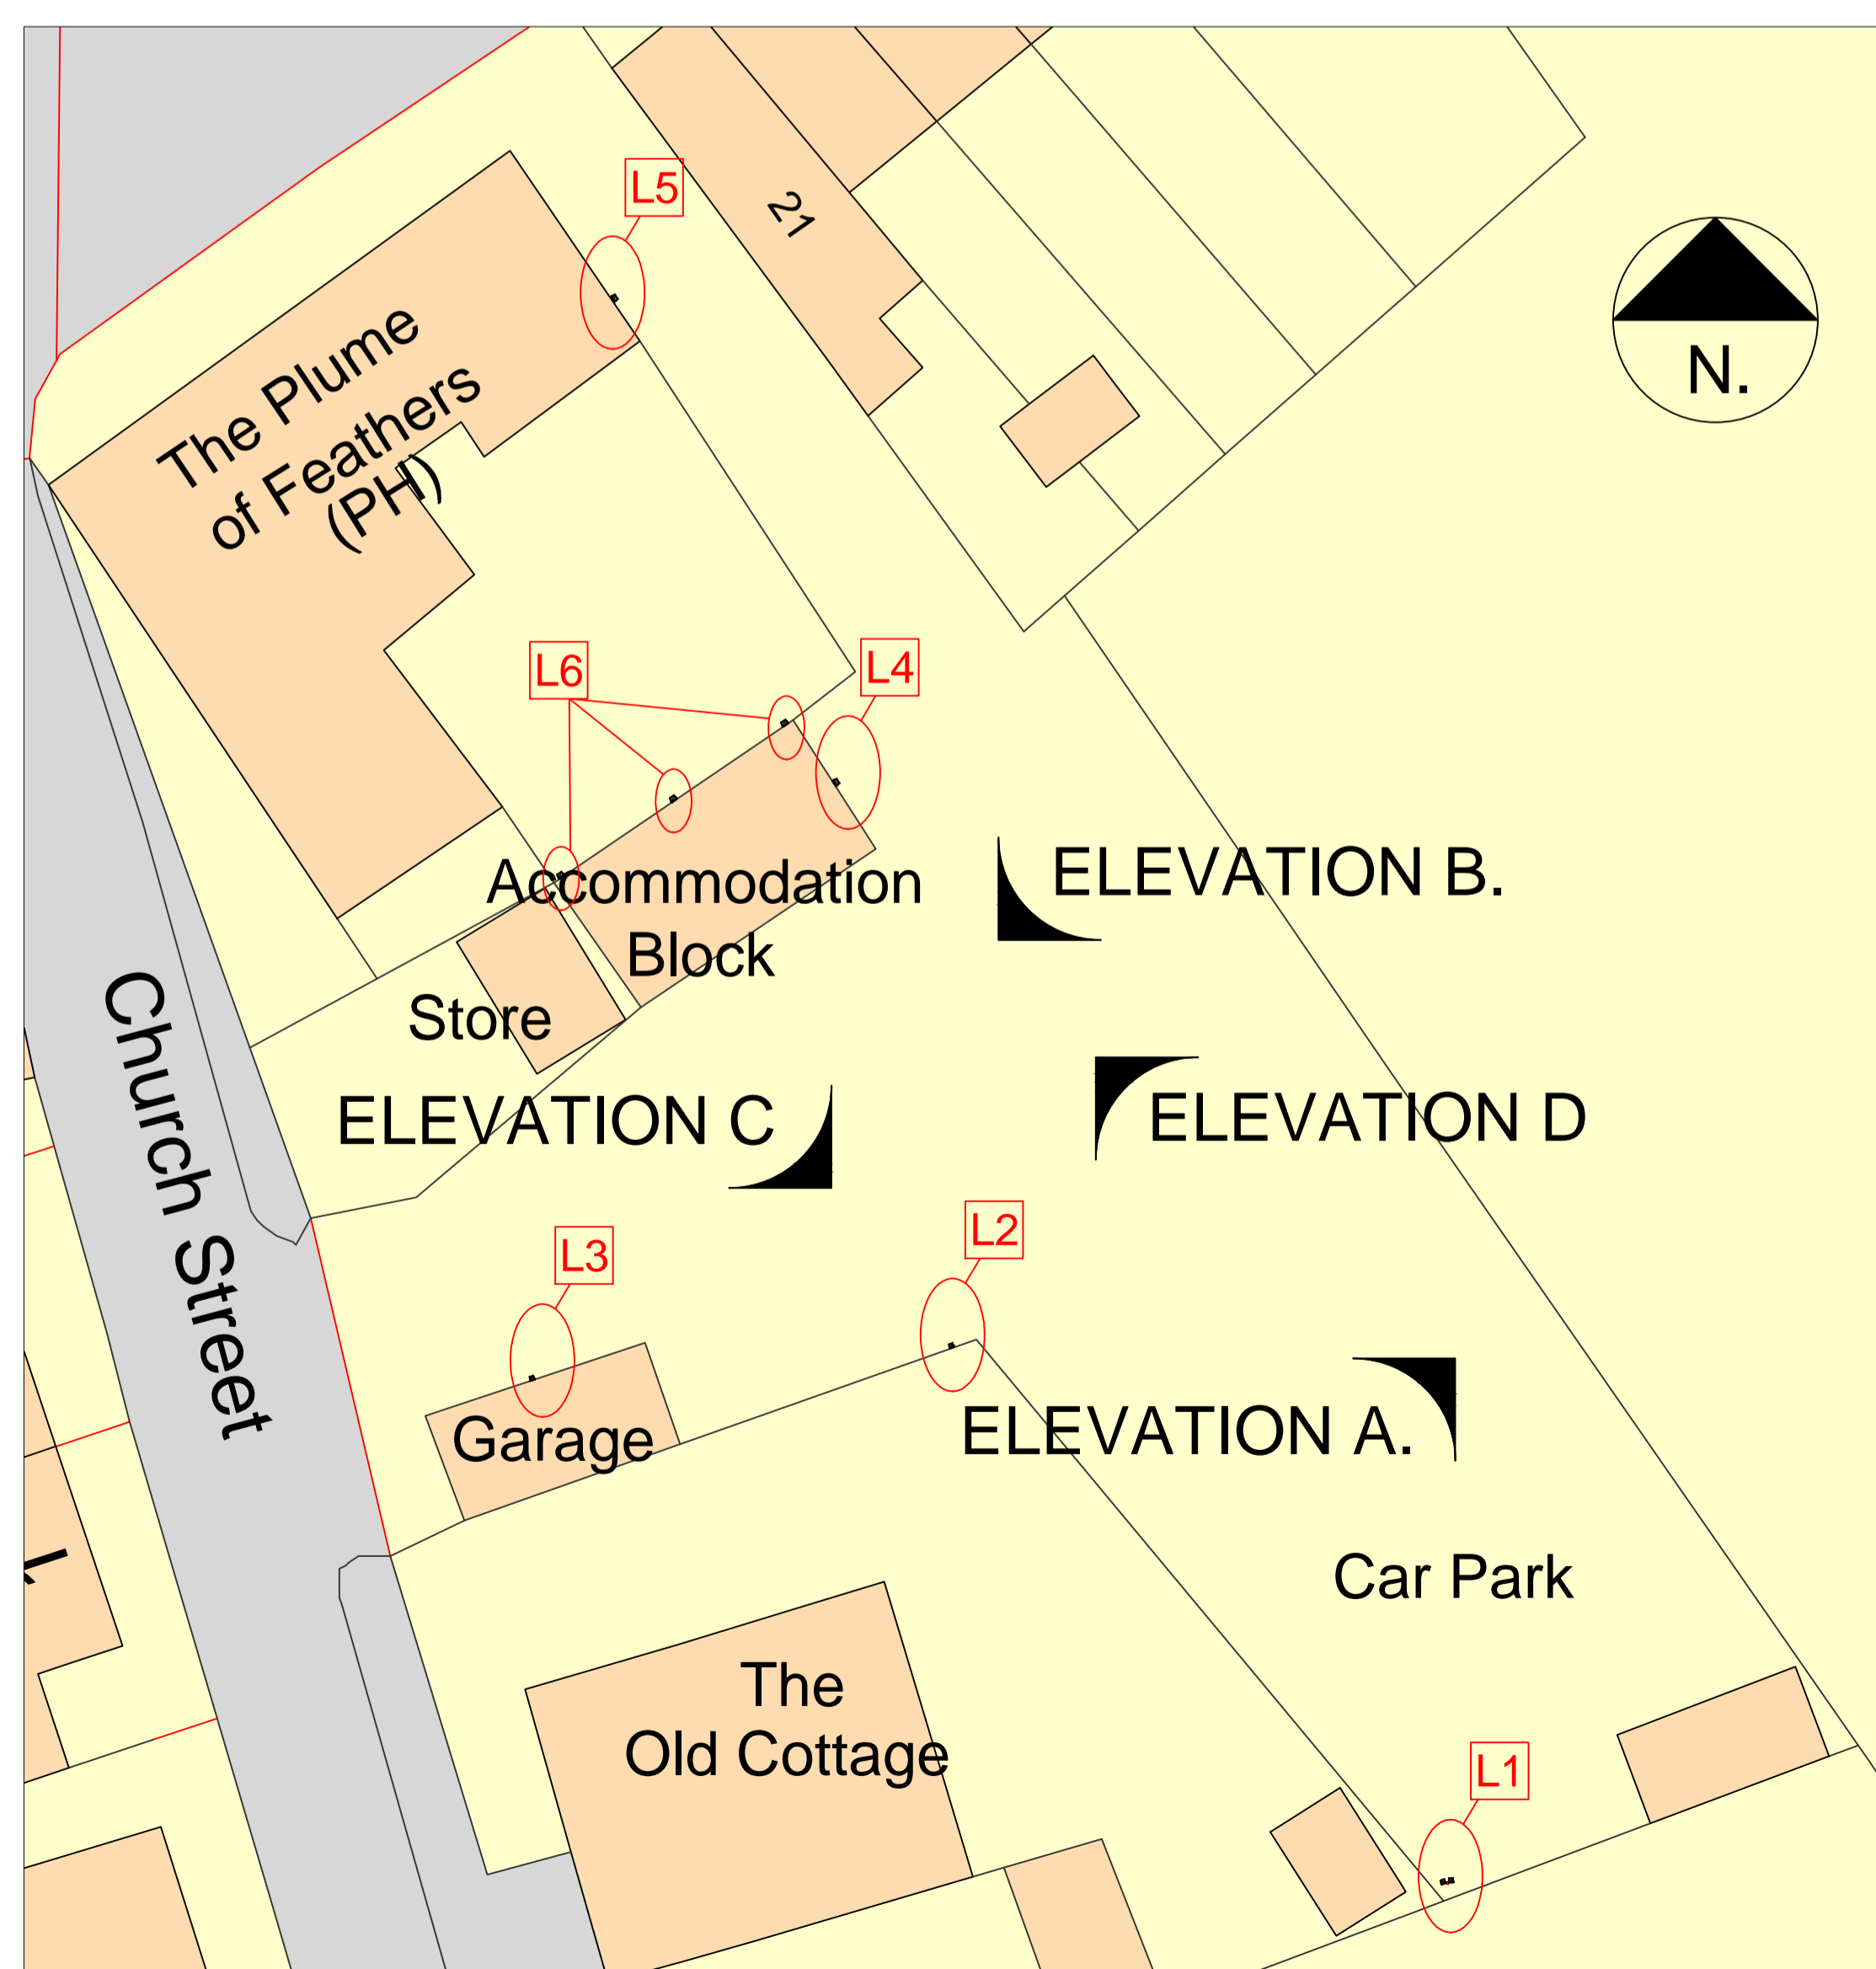 L5
21
N.
The Plume
of Feathers
(PH)
L6
L4
ELEVATION B.
Accommodation
Block
Store
Church Street
ELEVATION C
ELEVATION D
L2
L3
Garage
ELEVATION A.
Car Park
The
Old Cottage
L1